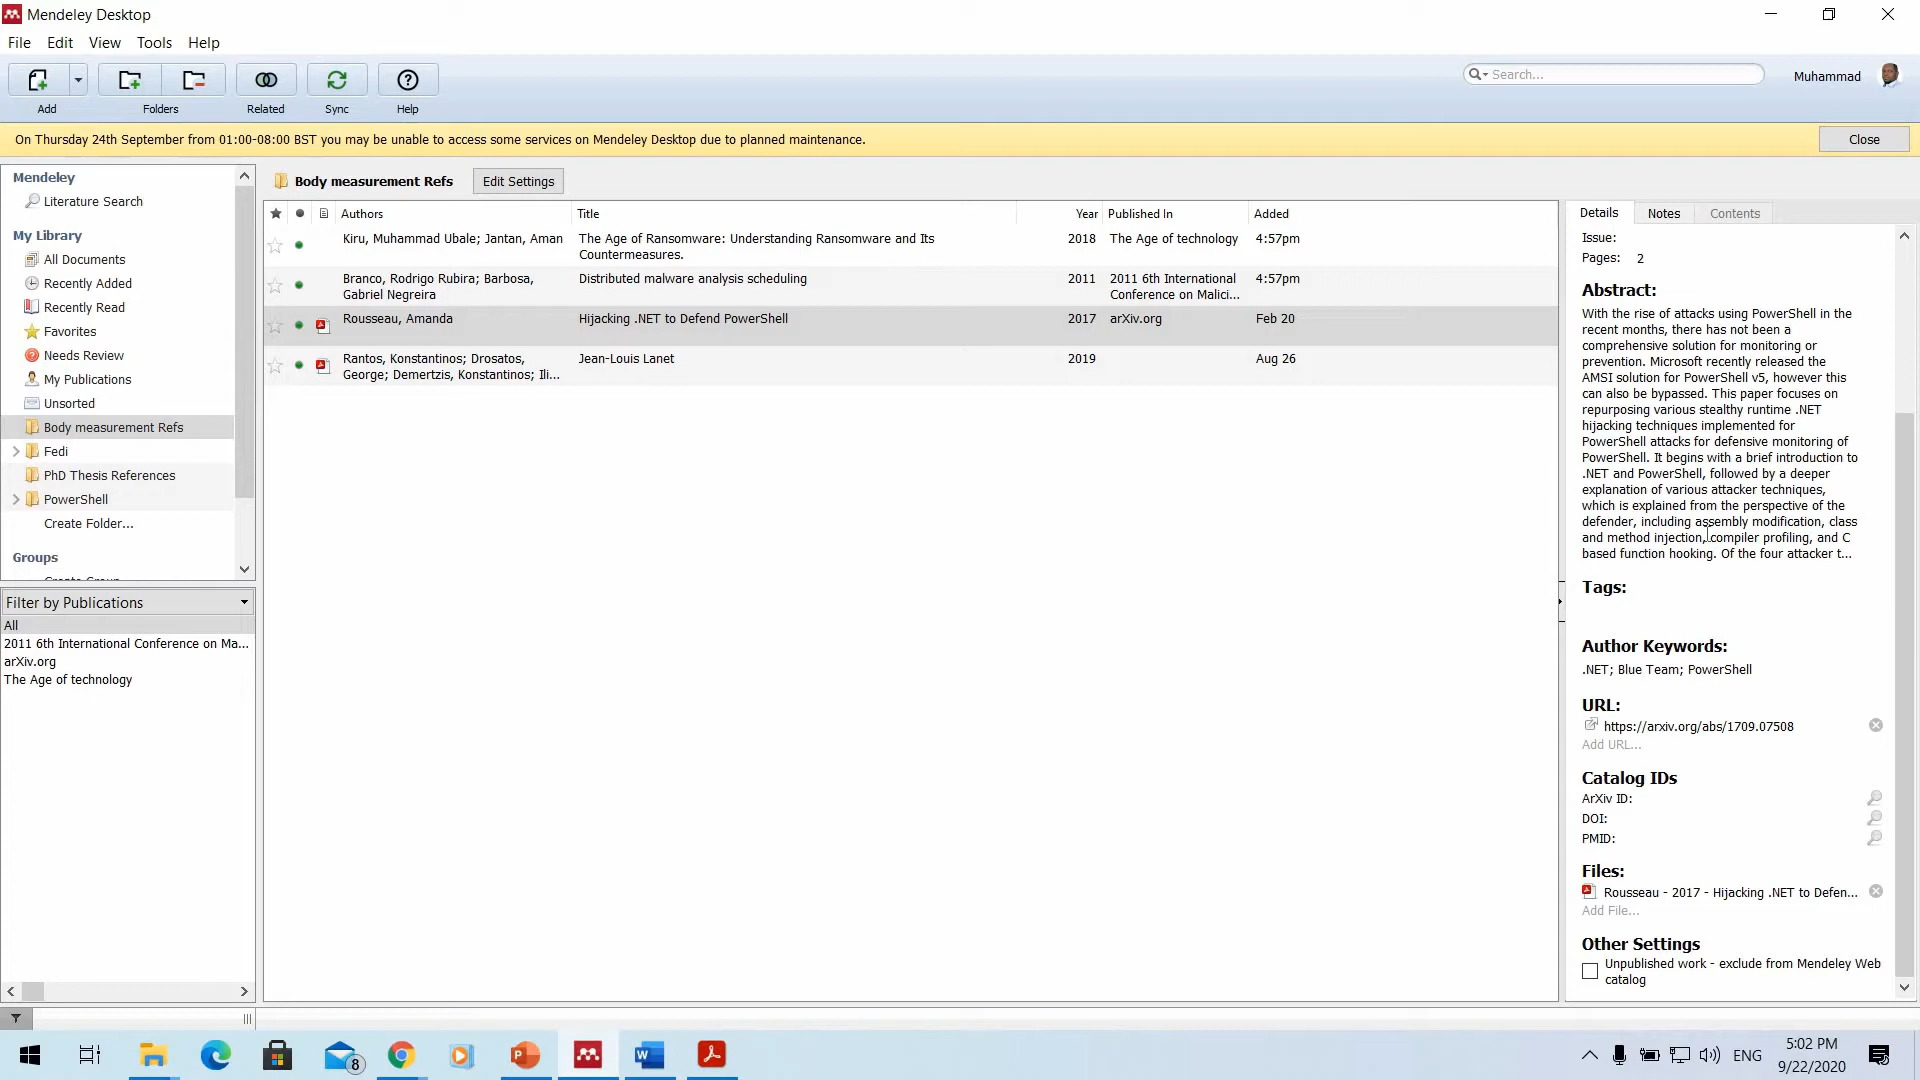 Mendeley Desktop
File Edit View Tools Help
Search...
Muhammad
Add Folders Related Sync Help
On Thursday 24th September from 01:00-08:00 BST you may be unable to access some services on Mendeley Desktop due to planned maintenance.
Close
Mendeley
Literature Search
My Library
All Documents
Recently Added
Recently Read
Favorites
Needs Review
My Publications
Unsorted
Body measurement Refs
Fedi
PhD Thesis References
PowerShell
Create Folder...
Groups
Filter by Publications
All
2011 6th International Conference on Ma...
arXiv.org
The Age of technology
Body measurement Refs Edit Settings
Authors Title Year Published In Added
Kiru, Muhammad Ubale; Jantan, Aman The Age of Ransomware: Understanding Ransomware and Its 2018 The Age of technology 4:57pm
Countermeasures.
Branco, Rodrigo Rubira; Barbosa, Distributed malware analysis scheduling 2011 2011 6th International 4:57pm
Gabriel Negreira Conference on Malici...
Rousseau, Amanda Hijacking .NET to Defend PowerShell 2017 arXiv.org Feb 20
Rantos, Konstantinos; Drosatos, Jean-Louis Lanet 2019 Aug 26
George; Demertzis, Konstantinos; Ili...
Details Notes Contents
Issue:
Pages: 2
Abstract:
With the rise of attacks using PowerShell in the
recent months, there has not been a
comprehensive solution for monitoring or
prevention. Microsoft recently released the
AMSI solution for PowerShell v5, however this
can also be bypassed. This paper focuses on
repurposing various stealthy runtime .NET
hijacking techniques implemented for
PowerShell attacks for defensive monitoring of
PowerShell. It begins with a brief introduction to
.NET and PowerShell, followed by a deeper
explanation of various attacker techniques,
which is explained from the perspective of the
defender, including assembly modification, class
and method injection, compiler profiling, and C
based function hooking. Of the four attacker t...
Tags:
Author Keywords:
.NET; Blue Team; PowerShell
URL:
https://arxiv.org/abs/1709.07508
Add URL...
Catalog IDs
ArXiv ID:
DOI:
PMID:
Files:
Rousseau - 2017 - Hijacking .NET to Defen...
Add File...
Other Settings
Unpublished work - exclude from Mendeley Web
catalog
8
ENG
5:02 PM
9/22/2020